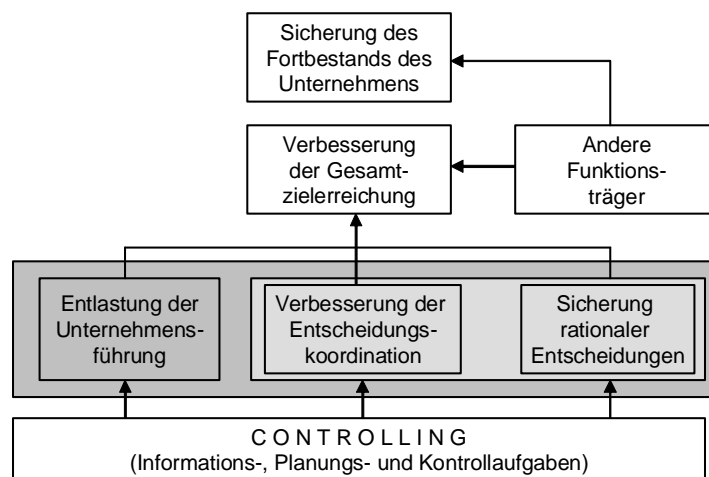 Sicherung des
Fortbestands des
Unternehmens
Verbesserung
der Gesamt-
zielerreichung
Andere
Funktions-
träger
Entlastung der
Unternehmens-
führung
Verbesserung der
Entscheidungs-
koordination
Sicherung
rationaler
Entscheidungen
C O N T R O L L I N G
(Informations-, Planungs- und Kontrollaufgaben)